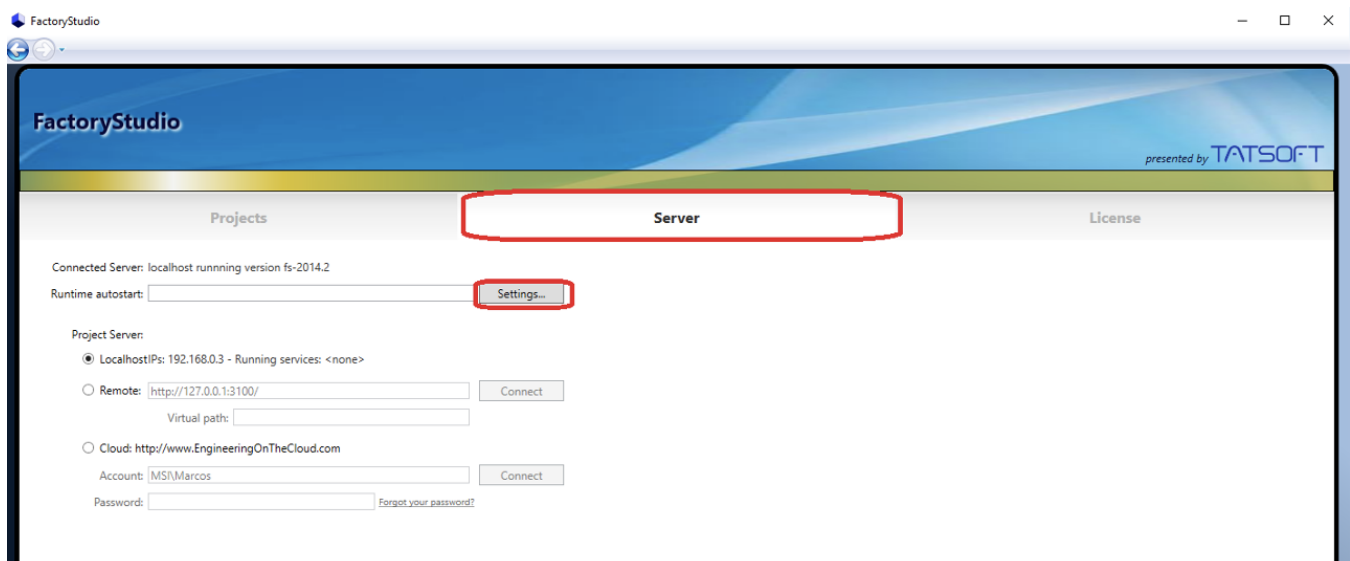 FactoryStudio
FactoryStudio
presented by TATSOFT
Projects Server License
Connected Server: localhost runnning version fs-2014.2
Runtime autostart: Settings...
Project Server:
LocalhostIPs: 192.168.0.3 - Running services: <none>
Remote: http://127.0.0.1:3100/ Connect
Virtual path:
Cloud: http://www.EngineeringOnTheCloud.com
Account: MSI\Marcos Connect
Password: Forgot your password?